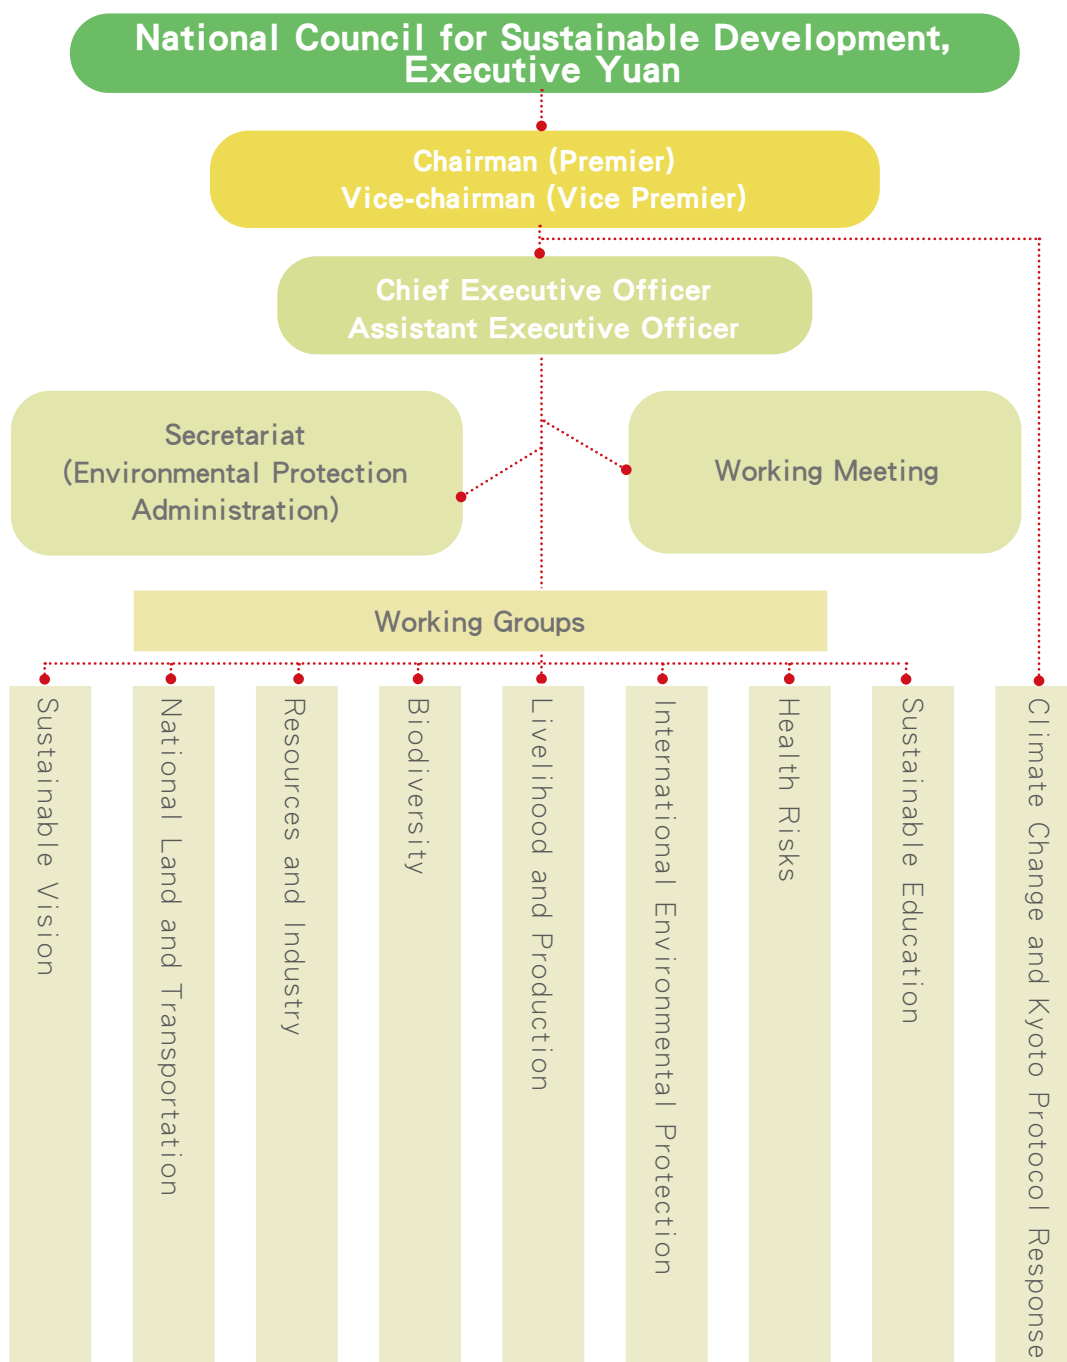 National Council for Sustainable Development,
Executive Yuan
Chairman (Premier)
Vice-chairman (Vice Premier)
Chief Executive Officer
Assistant Executive Officer
Secretariat
(Environmental Protection
Administration)
Working Meeting
Working Groups
Sustainable Vision
National Land and Transportation
Resources and Industry
Biodiversity
Livelihood and Production
International Environmental Protection
Health Risks
Sustainable Education
Climate Change and Kyoto Protocol Response